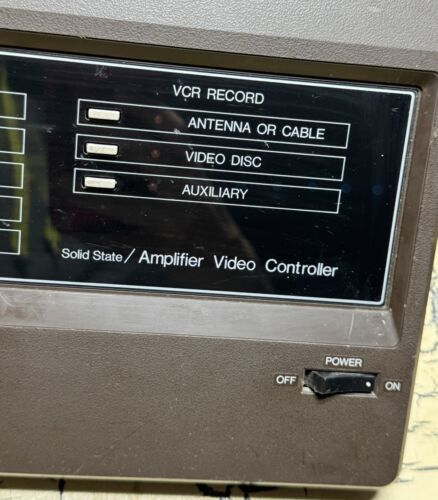 VCR RECORD
ANTENNA OR CABLE
VIDEO DISC
AUXILIARY
Solid State / Amplifier Video Controller
POWER
OFF
ON